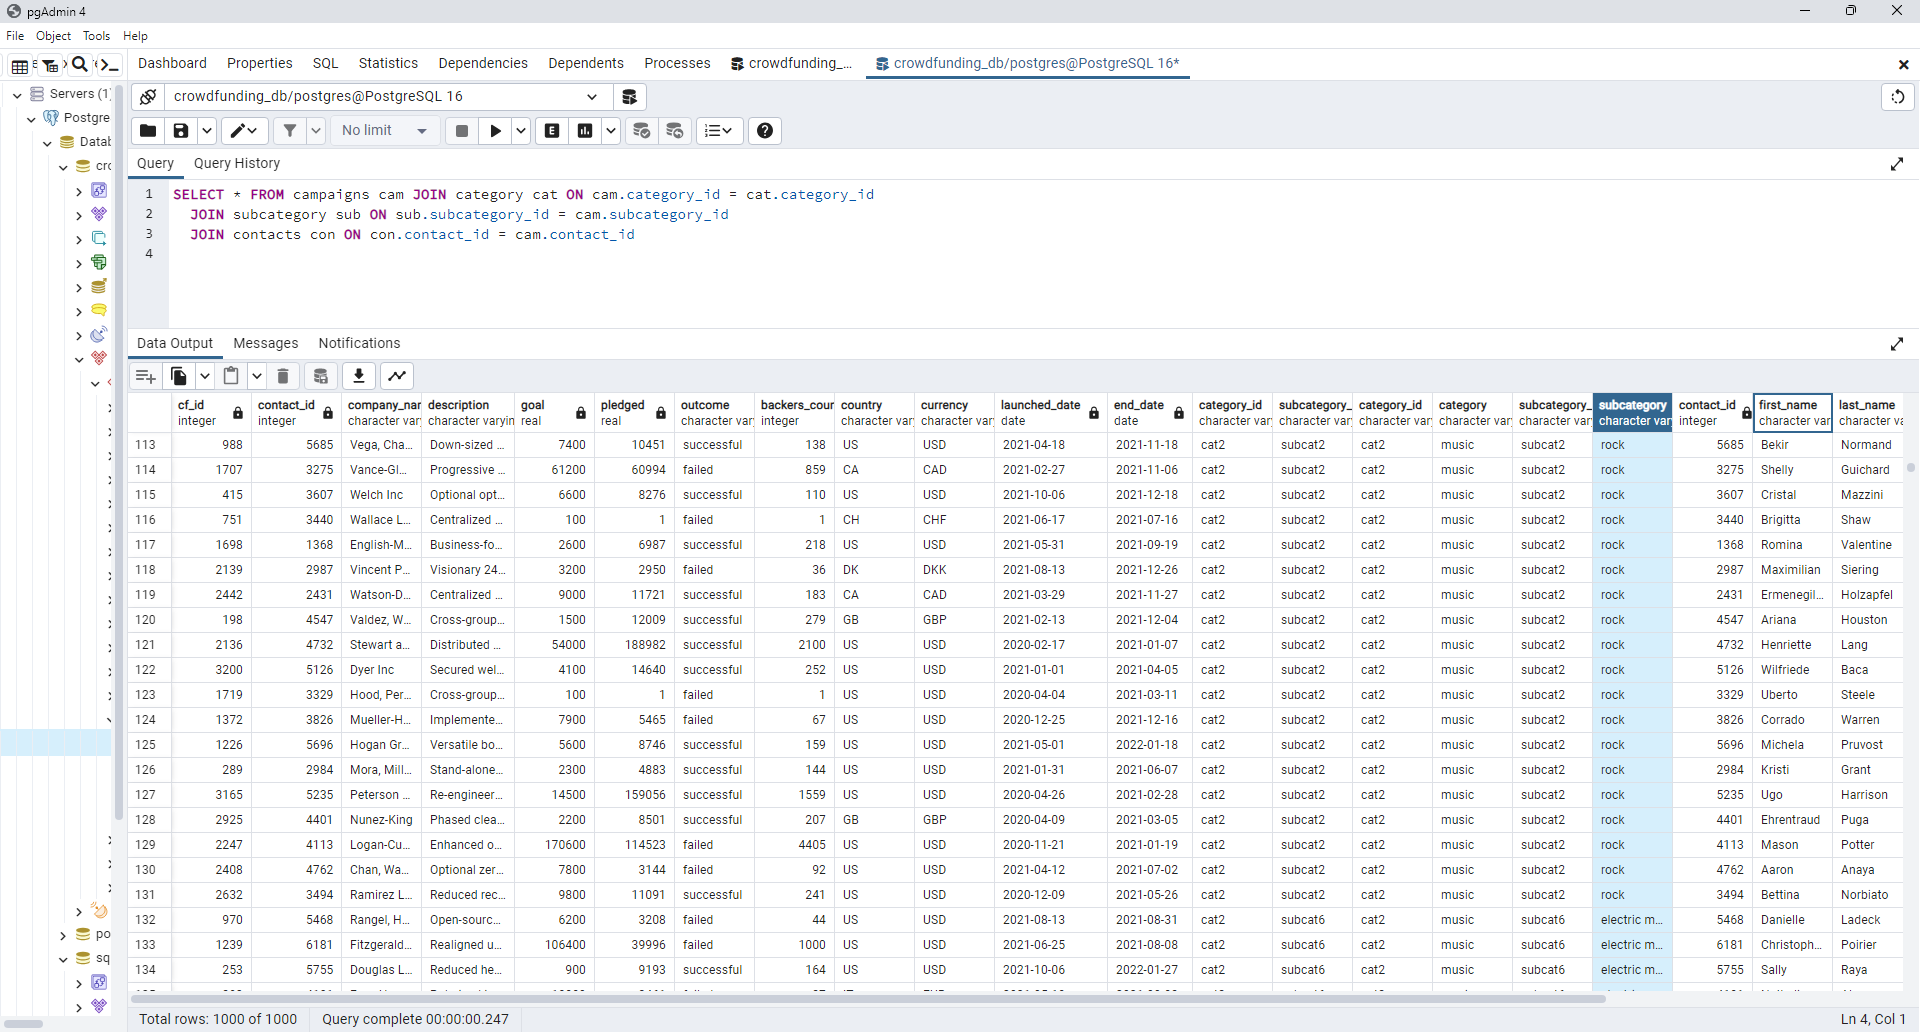 pgAdmin 4
File Object Tools Help
Dashboard Properties SQL Statistics Dependencies Dependents Processes crowdfunding_... crowdfunding_db/postgres@PostgreSQL 16*
Servers (1)
Postgre
Datab
cro
po
sq
crowdfunding_db/postgres@PostgreSQL 16
No limit
Query Query History
1 SELECT * FROM campaigns cam JOIN category cat ON cam.category_id = cat.category_id
2 JOIN subcategory sub ON sub.subcategory_id = cam.subcategory_id
3 JOIN contacts con ON con.contact_id = cam.contact_id
4
Data Output Messages Notifications
cf_id contact_id company_nar description goal pledged outcome backers_cour country currency launched_date end_date category_id subcategory_ category_id category subcategory_ subcategory contact_id first_name last_name
integer integer character vary character varyin real real character vary integer character vary character vary date date character vary character vary character vary character vary character vary character vary integer character var character va
113 988 5685 Vega, Cha... Down-sized ... 7400 10451 successful 138 US USD 2021-04-18 2021-11-18 cat2 subcat2 cat2 music subcat2 rock 5685 Bekir Normand
114 1707 3275 Vance-Gl... Progressive ... 61200 60994 failed 859 CA CAD 2021-02-27 2021-11-06 cat2 subcat2 cat2 music subcat2 rock 3275 Shelly Guichard
115 415 3607 Welch Inc Optional opt... 6600 8276 successful 110 US USD 2021-10-06 2021-12-18 cat2 subcat2 cat2 music subcat2 rock 3607 Cristal Mazzini
116 751 3440 Wallace L... Centralized ... 100 1 failed 1 CH CHF 2021-06-17 2021-07-16 cat2 subcat2 cat2 music subcat2 rock 3440 Brigitta Shaw
117 1698 1368 English-M... Business-fo... 2600 6987 successful 218 US USD 2021-05-31 2021-09-19 cat2 subcat2 cat2 music subcat2 rock 1368 Romina Valentine
118 2139 2987 Vincent P... Visionary 24... 3200 2950 failed 36 DK DKK 2021-08-13 2021-12-26 cat2 subcat2 cat2 music subcat2 rock 2987 Maximilian Siering
119 2442 2431 Watson-D... Centralized ... 9000 11721 successful 183 CA CAD 2021-03-29 2021-11-27 cat2 subcat2 cat2 music subcat2 rock 2431 Ermenegil... Holzapfel
120 198 4547 Valdez, W... Cross-group... 1500 12009 successful 279 GB GBP 2021-02-13 2021-12-04 cat2 subcat2 cat2 music subcat2 rock 4547 Ariana Houston
121 2136 4732 Stewart a... Distributed ... 54000 188982 successful 2100 US USD 2020-02-17 2021-01-07 cat2 subcat2 cat2 music subcat2 rock 4732 Henriette Lang
122 3200 5126 Dyer Inc Secured wel... 4100 14640 successful 252 US USD 2021-01-01 2021-04-05 cat2 subcat2 cat2 music subcat2 rock 5126 Wilfriede Baca
123 1719 3329 Hood, Per... Cross-group... 100 1 failed 1 US USD 2020-04-04 2021-03-11 cat2 subcat2 cat2 music subcat2 rock 3329 Uberto Steele
124 1372 3826 Mueller-H... Implemente... 7900 5465 failed 67 US USD 2020-12-25 2021-12-16 cat2 subcat2 cat2 music subcat2 rock 3826 Corrado Warren
125 1226 5696 Hogan Gr... Versatile bo... 5600 8746 successful 159 US USD 2021-05-01 2022-01-18 cat2 subcat2 cat2 music subcat2 rock 5696 Michela Pruvost
126 289 2984 Mora, Mill... Stand-alone... 2300 4883 successful 144 US USD 2021-01-31 2021-06-07 cat2 subcat2 cat2 music subcat2 rock 2984 Kristi Grant
127 3165 5235 Peterson ... Re-engineer... 14500 159056 successful 1559 US USD 2020-04-26 2021-02-28 cat2 subcat2 cat2 music subcat2 rock 5235 Ugo Harrison
128 2925 4401 Nunez-King Phased clea... 2200 8501 successful 207 GB GBP 2020-04-09 2021-03-05 cat2 subcat2 cat2 music subcat2 rock 4401 Ehrentraud Puga
129 2247 4113 Logan-Cu... Enhanced o... 170600 114523 failed 4405 US USD 2020-11-21 2021-01-19 cat2 subcat2 cat2 music subcat2 rock 4113 Mason Potter
130 2408 4762 Chan, Wa... Optional zer... 7800 3144 failed 92 US USD 2021-04-12 2021-07-02 cat2 subcat2 cat2 music subcat2 rock 4762 Aaron Anaya
131 2632 3494 Ramirez L... Reduced rec... 9800 11091 successful 241 US USD 2020-12-09 2021-05-26 cat2 subcat2 cat2 music subcat2 rock 3494 Bettina Norbiato
132 970 5468 Rangel, H... Open-sourc... 6200 3208 failed 44 US USD 2021-08-13 2021-08-31 cat2 subcat6 cat2 music subcat6 electric m... 5468 Danielle Ladeck
133 1239 6181 Fitzgerald... Realigned u... 106400 39996 failed 1000 US USD 2021-06-25 2021-08-08 cat2 subcat6 cat2 music subcat6 electric m... 6181 Christoph... Poirier
134 253 5755 Douglas L... Reduced he... 900 9193 successful 164 US USD 2021-10-06 2022-01-27 cat2 subcat6 cat2 music subcat6 electric m... 5755 Sally Raya
Total rows: 1000 of 1000 Query complete 00:00:00.247 Ln 4, Col 1